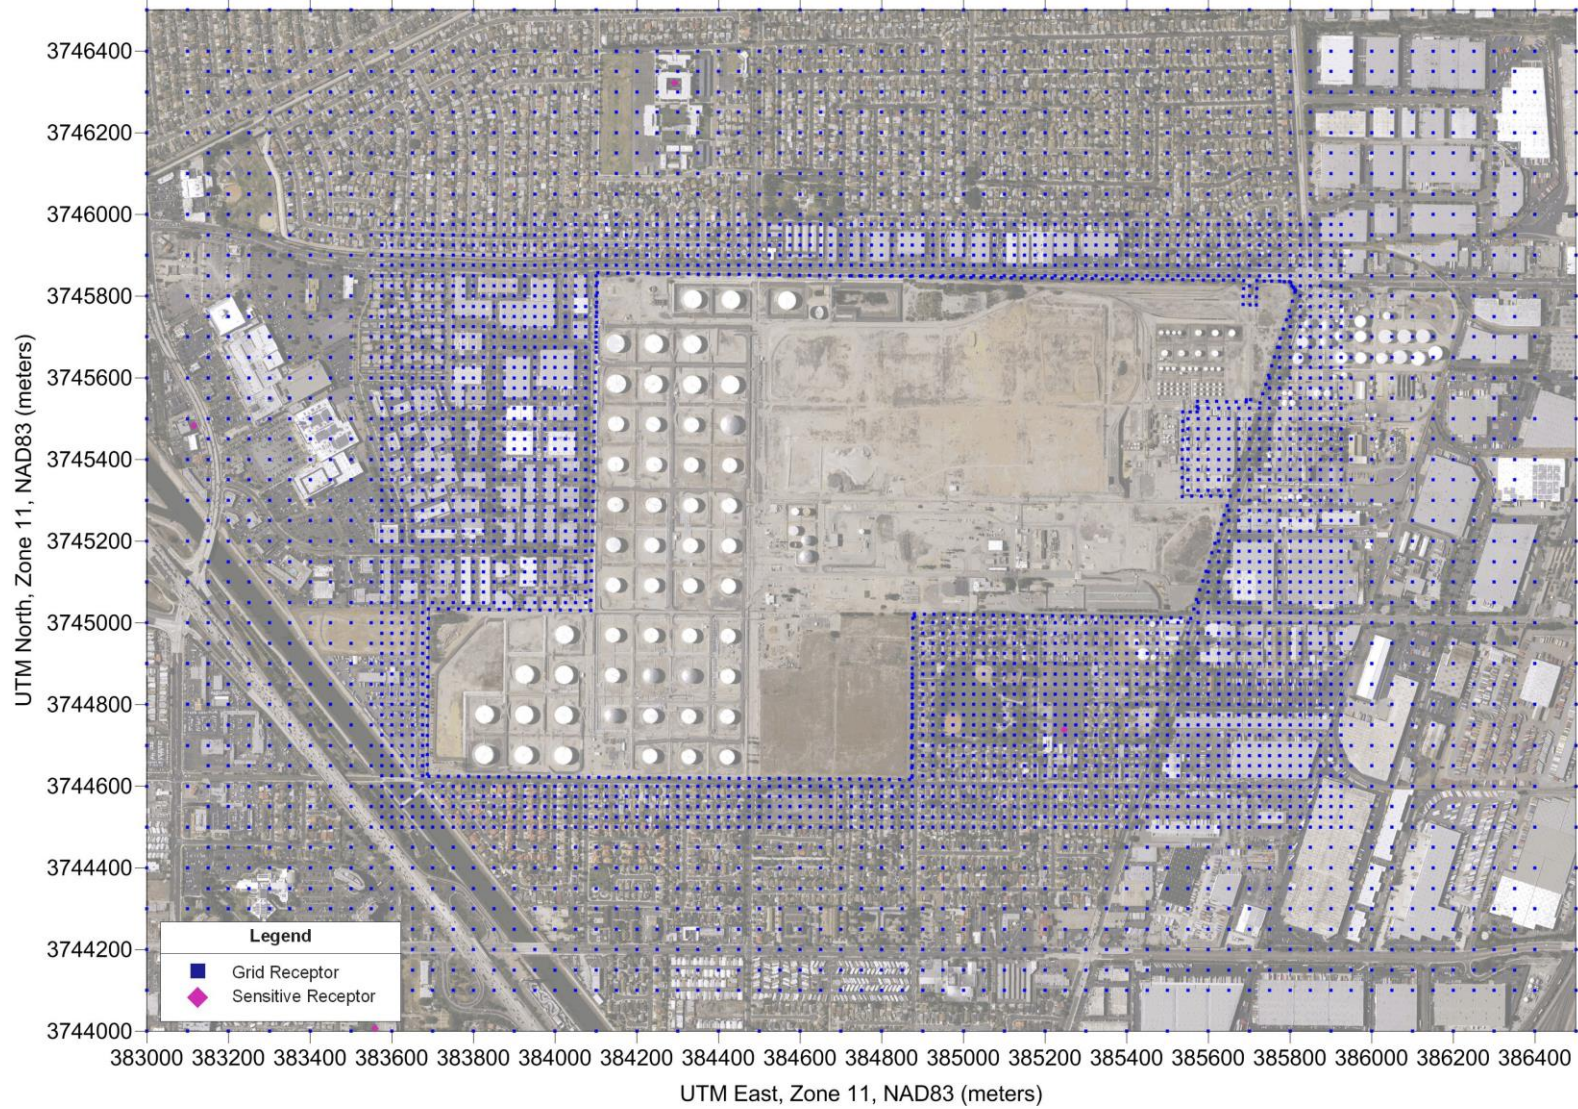 3746400
3746200
3746000
3745800
3745600
3745400
3745200
3745000
3744800
3744600
3744400
3744200
3744000
UTM North, Zone 11, NAD83 (meters)
Legend
Grid Receptor
Sensitive Receptor
383000 383200 383400 383600 383800 384000 384200 384400 384600 384800 385000 385200 385400 385600 385800 386000 386200 386400
UTM East, Zone 11, NAD83 (meters)